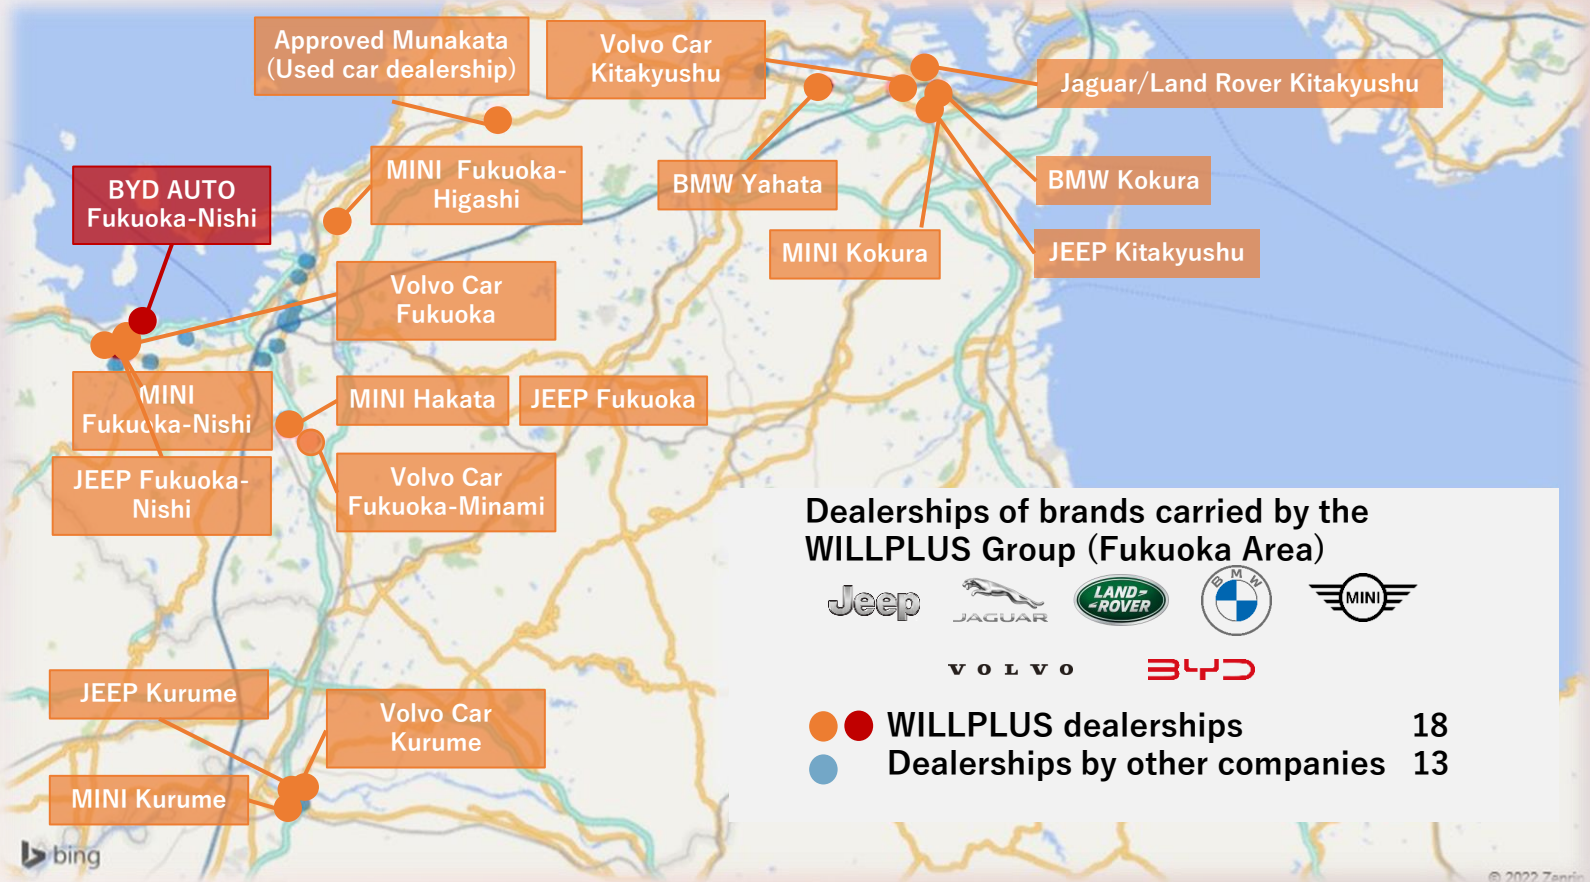 Approved Munakata
(Used car dealership)
Volvo Car
Kitakyushu
Jaguar/Land Rover Kitakyushu
MINI Fukuoka-
Higashi
BMW Yahata
BMW Kokura
BYD AUTO
Fukuoka-Nishi
MINI Kokura
JEEP Kitakyushu
Volvo Car
Fukuoka
MINI
Fukuoka-Nishi
MINI Hakata
JEEP Fukuoka
JEEP Fukuoka-
Nishi
Volvo Car
Fukuoka-Minami
Dealerships of brands carried by the
WILLPLUS Group (Fukuoka Area)
Jeep
JAGUAR
LAND-
-ROVER
BMW
MINI
VOLVO
BYD
WILLPLUS dealerships 18
Dealerships by other companies 13
JEEP Kurume
Volvo Car
Kurume
MINI Kurume
bing
© 2022 Zenrin